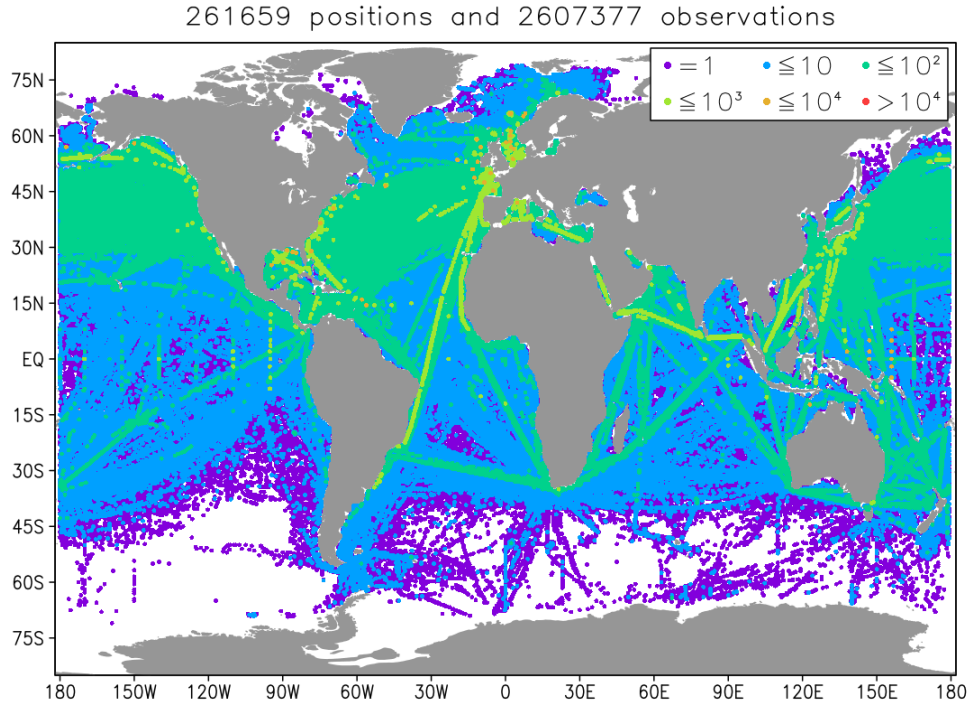 261659 positions and 2607377 observations
= 1 ≦10 ≦10²
≦10³ ≦10⁴ >10⁴
75N
60N
45N
30N
15N
EQ
15S
30S
45S
60S
75S
180 150W 120W 90W 60W 30W 0 30E 60E 90E 120E 150E 180